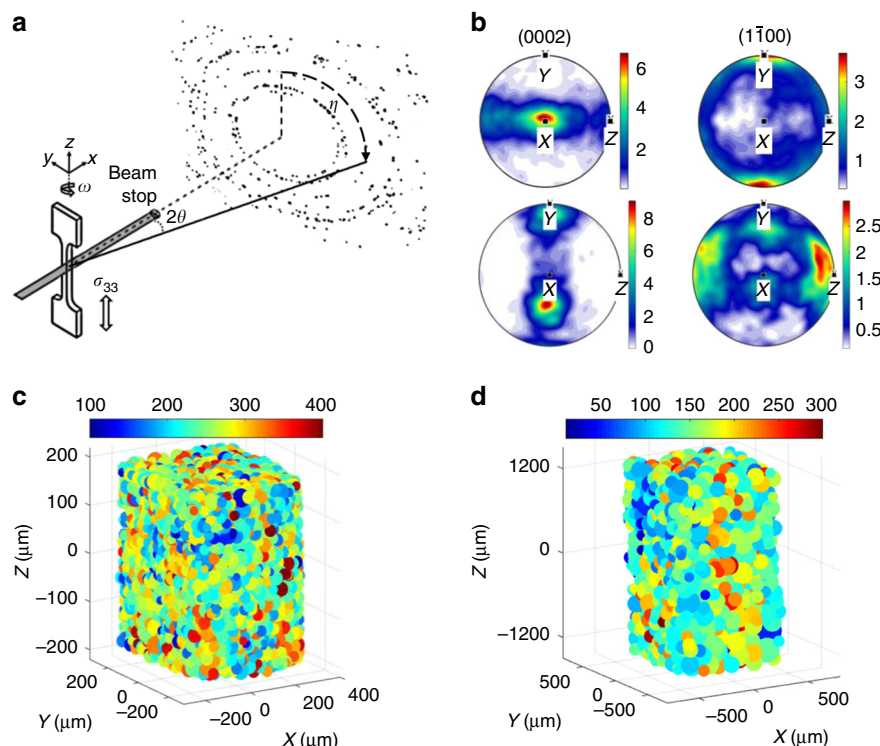 a
z
y
x
ω
Beam
stop
2θ
η
σ33
b
(0002)
(11̄00)
Y
X
Z
6
4
2
Y
X
Z
3
2
1
Y
X
Z
8
6
4
2
0
Y
X
Z
2.5
2
1.5
1
0.5
c
100 200 300 400
200
100
0
−100
−200
Z (µm)
200
0
−200
Y (µm)
−200
0
200
400
X (µm)
d
50 100 150 200 250 300
1200
0
−1200
Z (µm)
500
0
−500
Y (µm)
−500
0
500
X (µm)